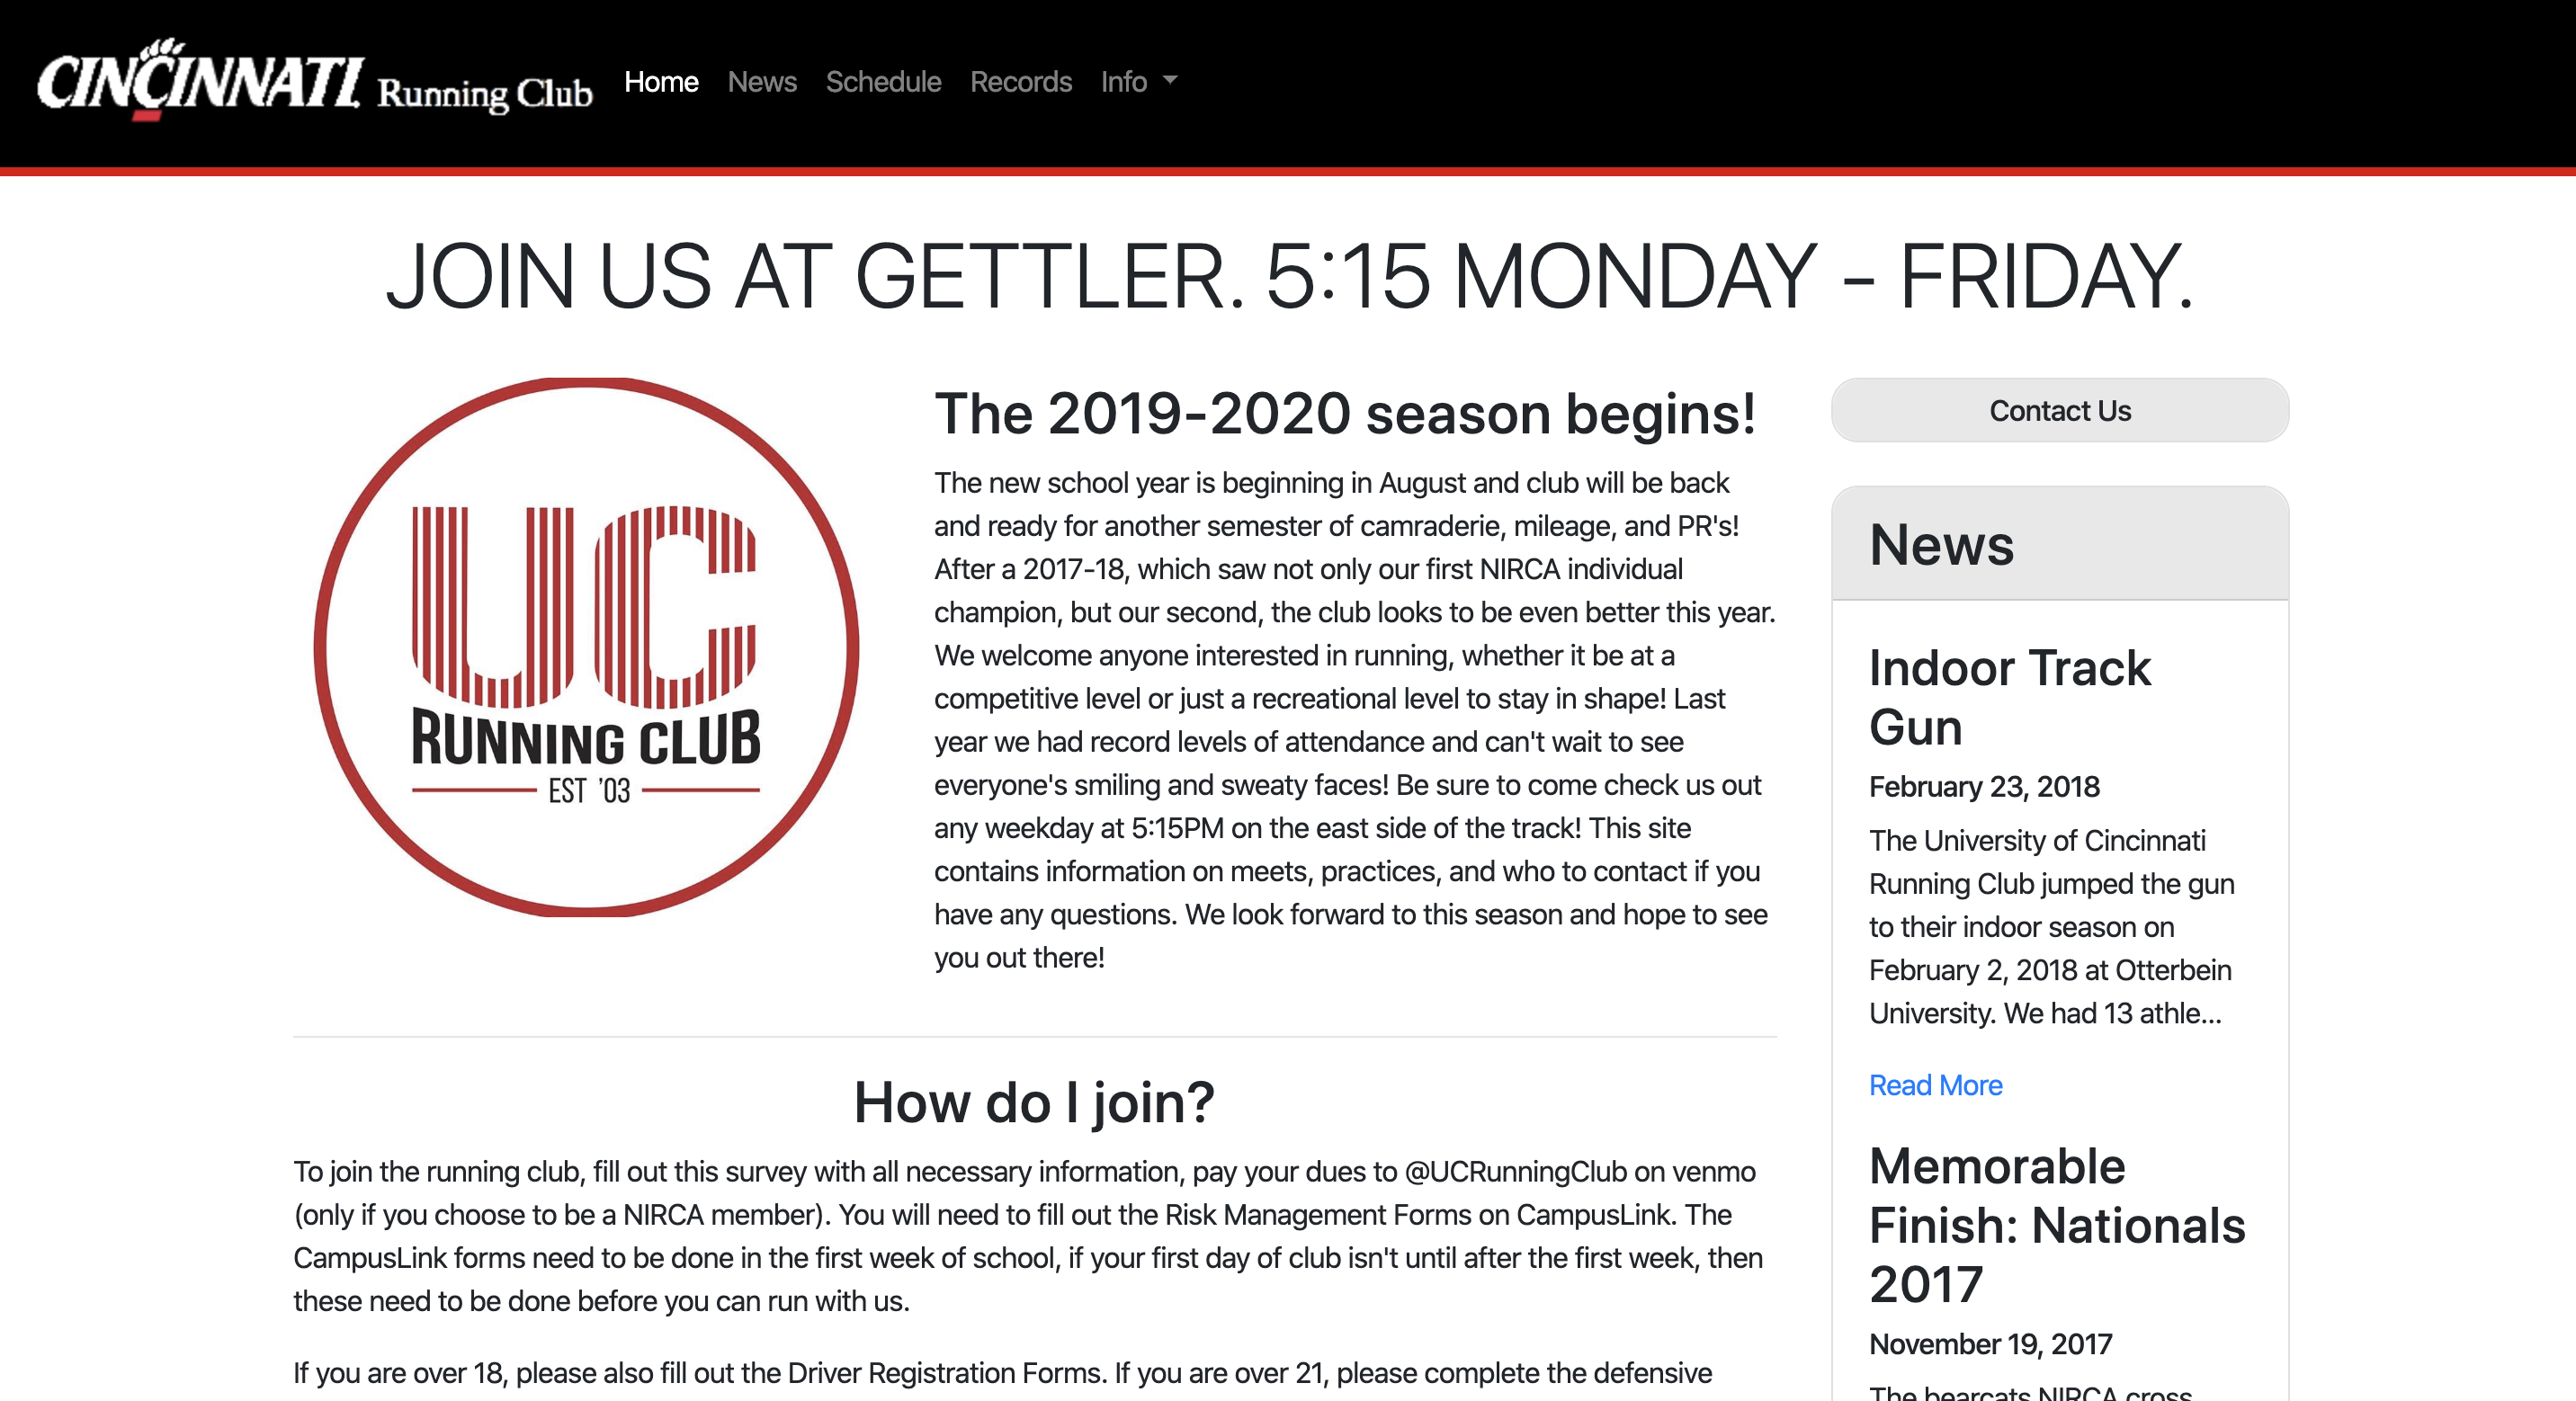 CINCINNATI Running Club
Home News Schedule Records Info
JOIN US AT GETTLER. 5:15 MONDAY - FRIDAY.
UC
RUNNING CLUB
EST '03
The 2019-2020 season begins!
The new school year is beginning in August and club will be back
and ready for another semester of camraderie, mileage, and PR's!
After a 2017-18, which saw not only our first NIRCA individual
champion, but our second, the club looks to be even better this year.
We welcome anyone interested in running, whether it be at a
competitive level or just a recreational level to stay in shape! Last
year we had record levels of attendance and can't wait to see
everyone's smiling and sweaty faces! Be sure to come check us out
any weekday at 5:15PM on the east side of the track! This site
contains information on meets, practices, and who to contact if you
have any questions. We look forward to this season and hope to see
you out there!
How do I join?
To join the running club, fill out this survey with all necessary information, pay your dues to @UCRunningClub on venmo
(only if you choose to be a NIRCA member). You will need to fill out the Risk Management Forms on CampusLink. The
CampusLink forms need to be done in the first week of school, if your first day of club isn't until after the first week, then
these need to be done before you can run with us.
If you are over 18, please also fill out the Driver Registration Forms. If you are over 21, please complete the defensive
Contact Us
News
Indoor Track
Gun
February 23, 2018
The University of Cincinnati
Running Club jumped the gun
to their indoor season on
February 2, 2018 at Otterbein
University. We had 13 athle...
Read More
Memorable
Finish: Nationals
2017
November 19, 2017
The bearcats NIRCA cross